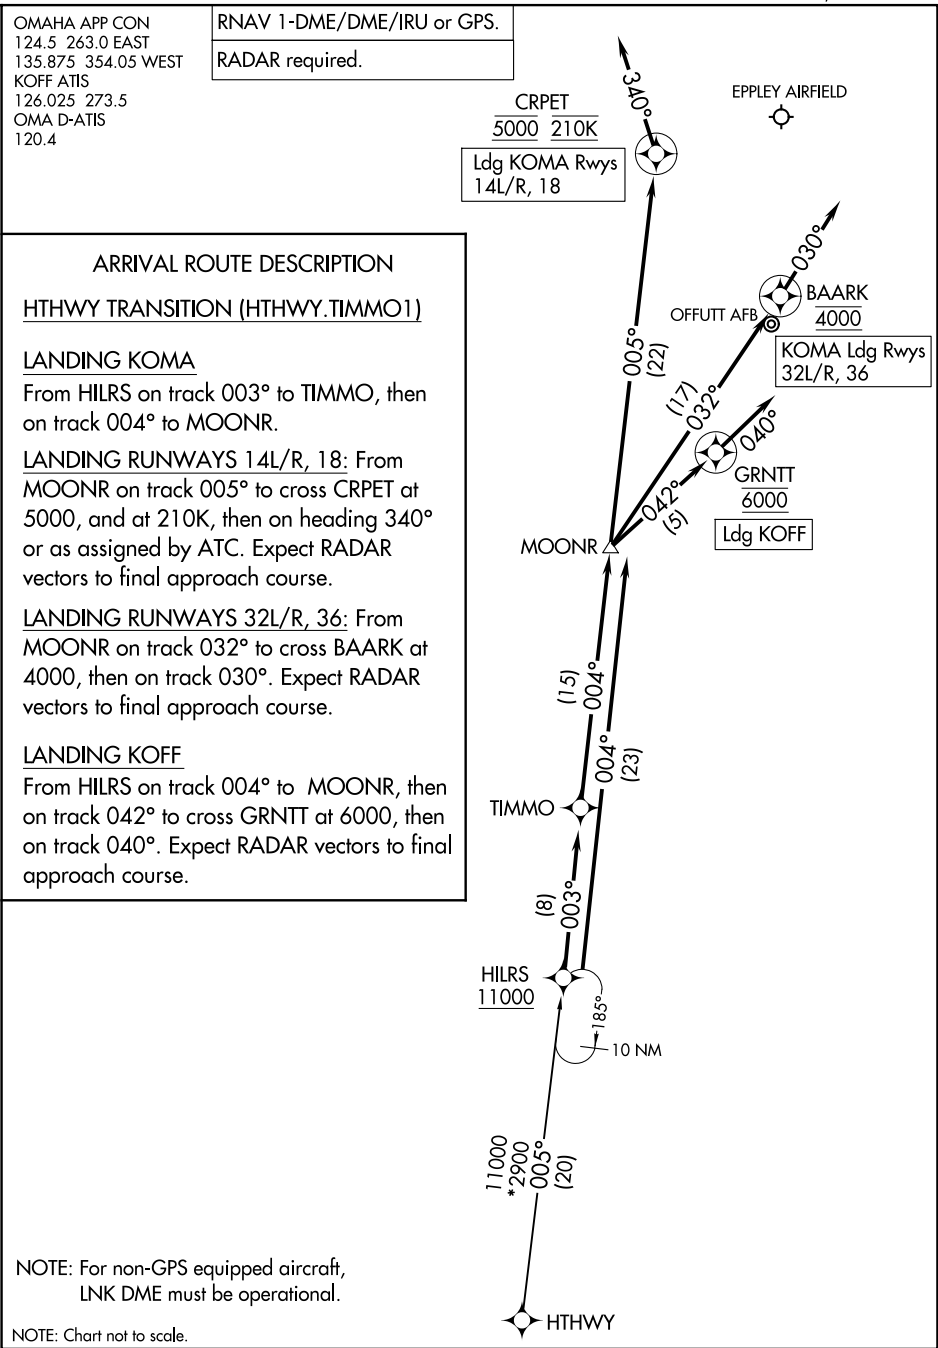 OMAHA APP CON
124.5 263.0 EAST
135.875 354.05 WEST
KOFF ATIS
126.025 273.5
OMA D-ATIS
120.4
RNAV 1-DME/DME/IRU or GPS.
RADAR required.
340°
CRPET
5000 210K
Ldg KOMA Rwys
14L/R, 18
EPPLEY AIRFIELD
ARRIVAL ROUTE DESCRIPTION
HTHWY TRANSITION (HTHWY.TIMMO1)
LANDING KOMA
From HILRS on track 003° to TIMMO, then
on track 004° to MOONR.
LANDING RUNWAYS 14L/R, 18: From
MOONR on track 005° to cross CRPET at
5000, and at 210K, then on heading 340°
or as assigned by ATC. Expect RADAR
vectors to final approach course.
LANDING RUNWAYS 32L/R, 36: From
MOONR on track 032° to cross BAARK at
4000, then on track 030°. Expect RADAR
vectors to final approach course.
LANDING KOFF
From HILRS on track 004° to MOONR, then
on track 042° to cross GRNTT at 6000, then
on track 040°. Expect RADAR vectors to final
approach course.
030°
BAARK
4000
OFFUTT AFB
KOMA Ldg Rwys
32L/R, 36
005°
(22)
(17)
032°
040°
GRNTT
6000
Ldg KOFF
042°
(5)
MOONR
(15)
004°
004°
(23)
TIMMO
(8)
003°
HILRS
11000
185°
10 NM
11000
*2900
005°
(20)
HTHWY
NOTE: For non-GPS equipped aircraft,
LNK DME must be operational.
NOTE: Chart not to scale.